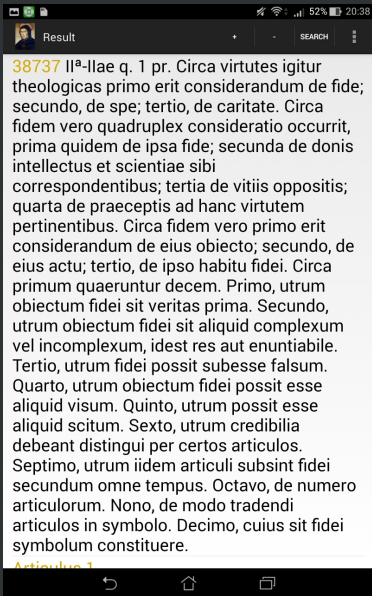 52% 20:38
Result + - SEARCH
38737 IIª-IIae q. 1 pr. Circa virtutes igitur
theologicas primo erit considerandum de fide;
secundo, de spe; tertio, de caritate. Circa
fidem vero quadruplex consideratio occurrit,
prima quidem de ipsa fide; secunda de donis
intellectus et scientiae sibi
correspondentibus; tertia de vitiis oppositis;
quarta de praeceptis ad hanc virtutem
pertinentibus. Circa fidem vero primo erit
considerandum de eius obiecto; secundo, de
eius actu; tertio, de ipso habitu fidei. Circa
primum quaeruntur decem. Primo, utrum
obiectum fidei sit veritas prima. Secundo,
utrum obiectum fidei sit aliquid complexum
vel incomplexum, idest res aut enuntiabile.
Tertio, utrum fidei possit subesse falsum.
Quarto, utrum obiectum fidei possit esse
aliquid visum. Quinto, utrum possit esse
aliquid scitum. Sexto, utrum credibilia
debeant distingui per certos articulos.
Septimo, utrum iidem articuli subsint fidei
secundum omne tempus. Octavo, de numero
articulorum. Nono, de modo tradendi
articulos in symbolo. Decimo, cuius sit fidei
symbolum constituere.
Articulus 1